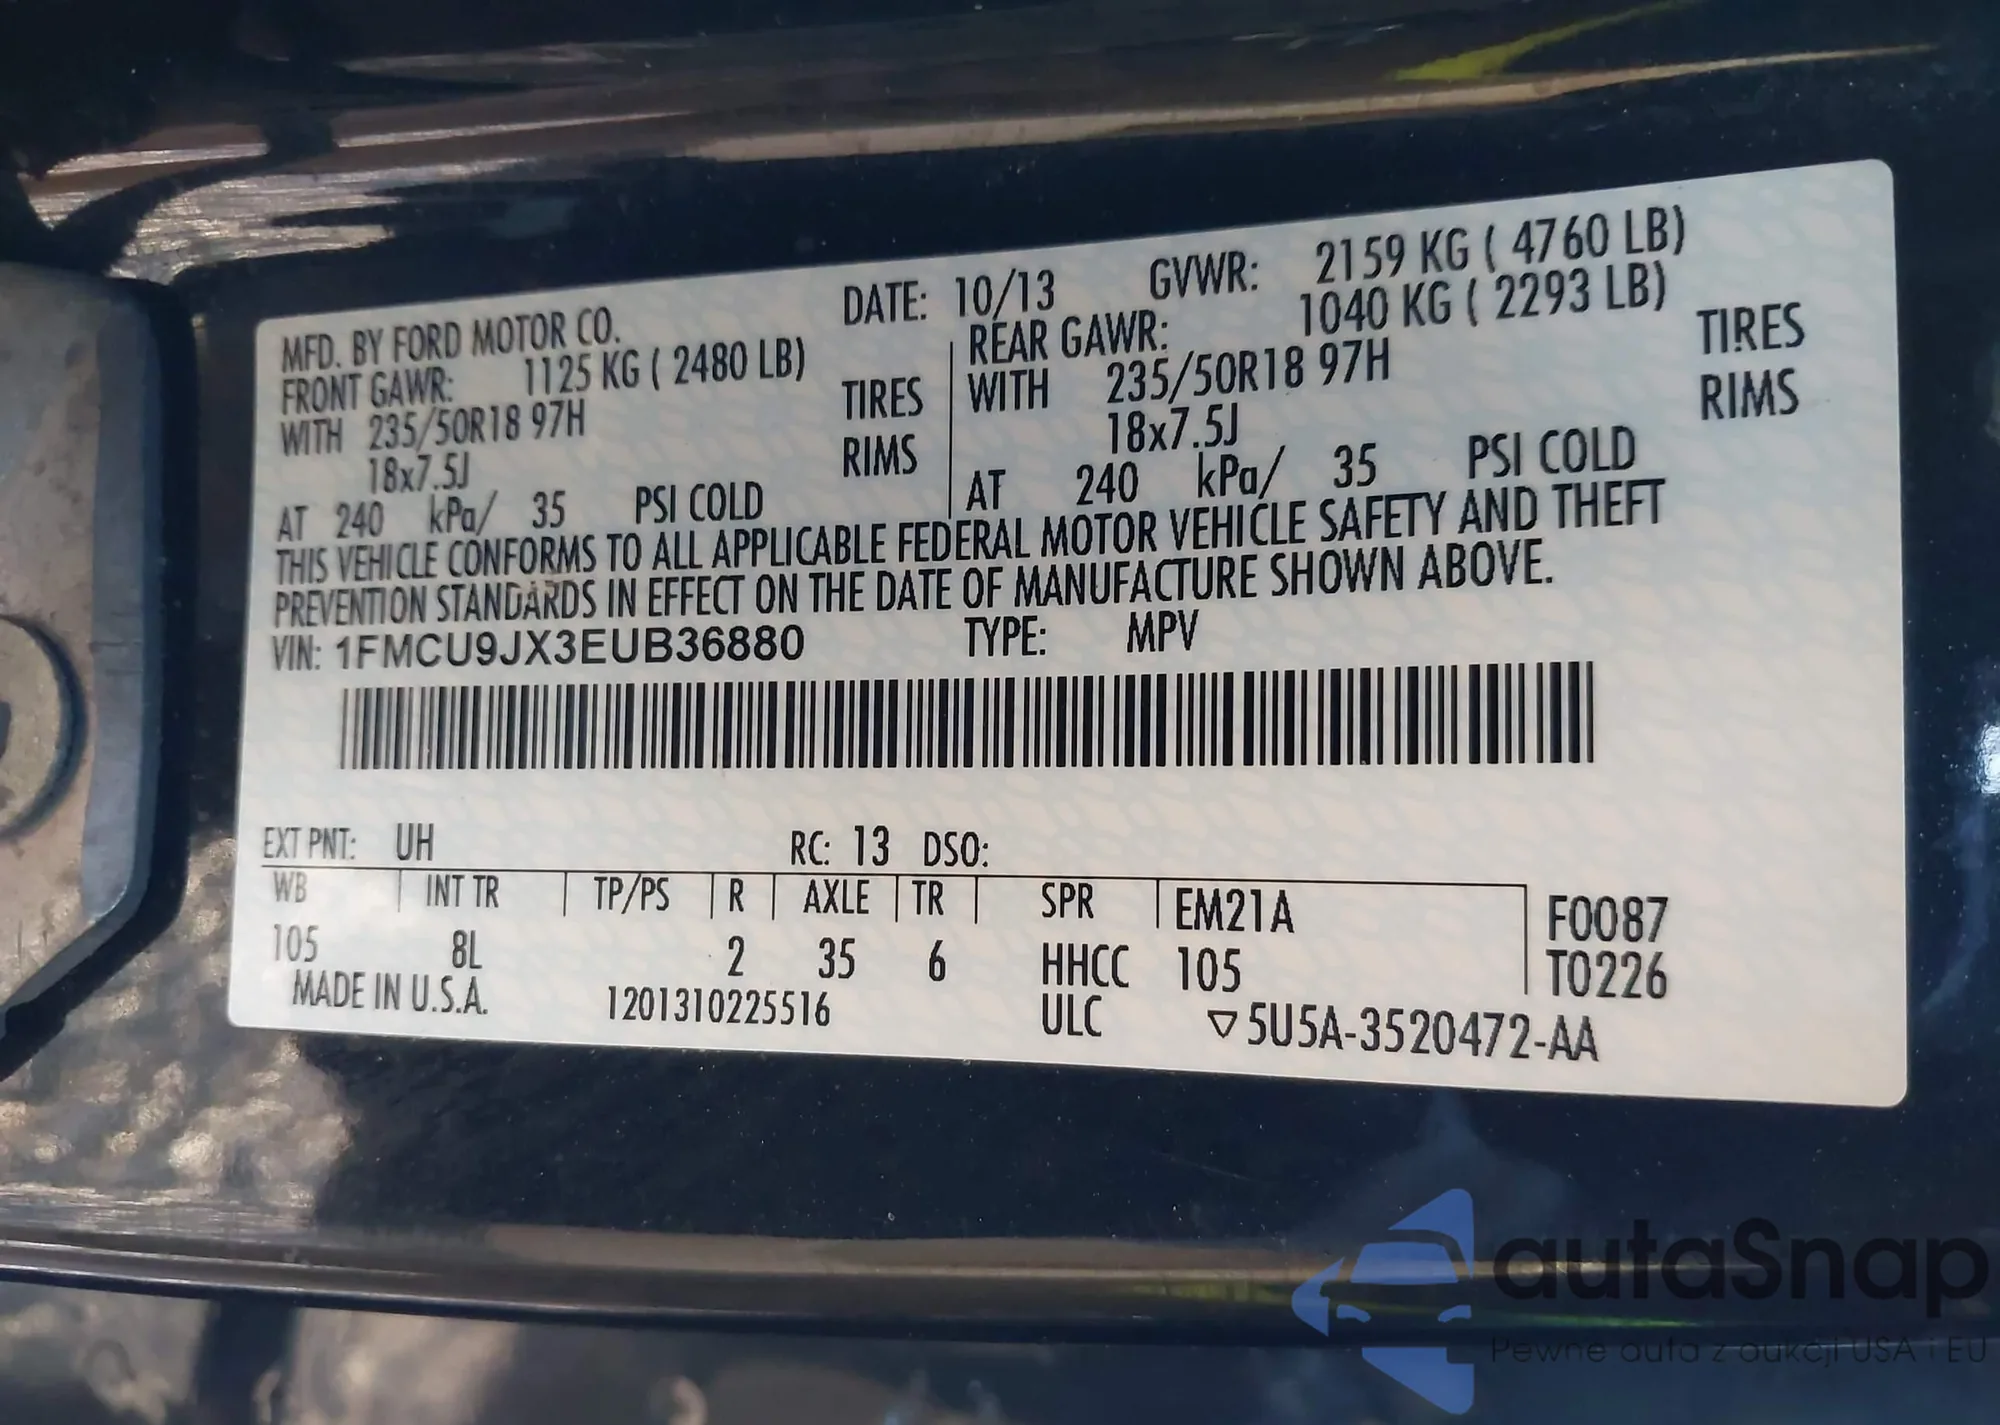 MFD. BY FORD MOTOR CO. DATE: 10/13 GVWR: 2159 KG ( 4760 LB)
FRONT GAWR: 1125 KG ( 2480 LB) REAR GAWR: 1040 KG ( 2293 LB)
WITH 235/50R18 97H TIRES WITH 235/50R18 97H TIRES
18x7.5J RIMS 18x7.5J RIMS
AT 240 kPa/ 35 PSI COLD AT 240 kPa/ 35 PSI COLD
THIS VEHICLE CONFORMS TO ALL APPLICABLE FEDERAL MOTOR VEHICLE SAFETY AND THEFT
PREVENTION STANDARDS IN EFFECT ON THE DATE OF MANUFACTURE SHOWN ABOVE.
VIN: 1FMCU9JX3EUB36880 TYPE: MPV
EXT PNT: UH RC: 13 DSO:
WB INT TR TP/PS R AXLE TR SPR EM21A F0087
105 8L 2 35 6 HHCC 105 T0226
MADE IN U.S.A. 1201310225516 ULC ▽5U5A-3520472-AA
autaSnap
Pewne auta z aukcji USA i EU